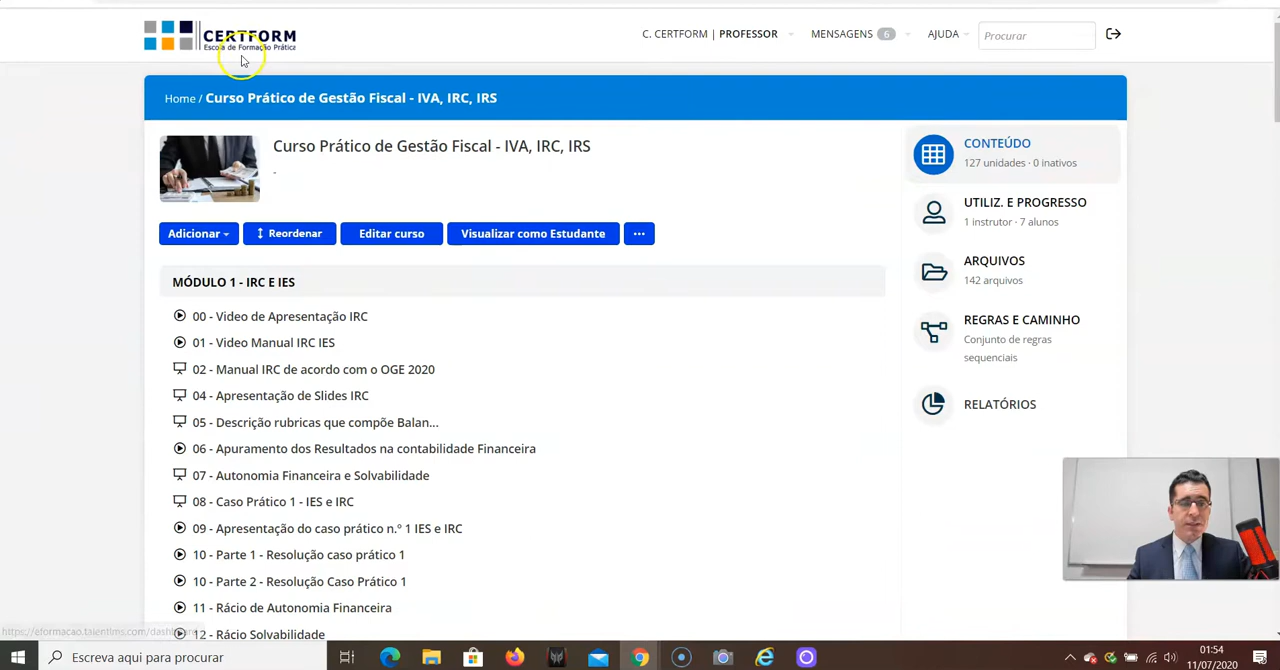 CERTFORM
Escola de Formação Prática
C. CERTFORM | PROFESSOR
MENSAGENS 6
AJUDA
Procurar
Home / Curso Prático de Gestão Fiscal - IVA, IRC, IRS
Curso Prático de Gestão Fiscal - IVA, IRC, IRS
-
Adicionar
Reordenar
Editar curso
Visualizar como Estudante
...
MÓDULO 1 - IRC E IES
00 - Video de Apresentação IRC
01 - Video Manual IRC IES
02 - Manual IRC de acordo com o OGE 2020
04 - Apresentação de Slides IRC
05 - Descrição rubricas que compõe Balan...
06 - Apuramento dos Resultados na contabilidade Financeira
07 - Autonomia Financeira e Solvabilidade
08 - Caso Prático 1 - IES e IRC
09 - Apresentação do caso prático n.º 1 IES e IRC
10 - Parte 1 - Resolução caso prático 1
10 - Parte 2 - Resolução Caso Prático 1
11 - Rácio de Autonomia Financeira
12 - Rácio Solvabilidade
CONTEÚDO
127 unidades · 0 inativos
UTILIZ. E PROGRESSO
1 instrutor · 7 alunos
ARQUIVOS
142 arquivos
REGRAS E CAMINHO
Conjunto de regras
sequenciais
RELATÓRIOS
https://eformacao.talentlms.com/dashboard
Escreva aqui para procurar
01:54
11/07/2020